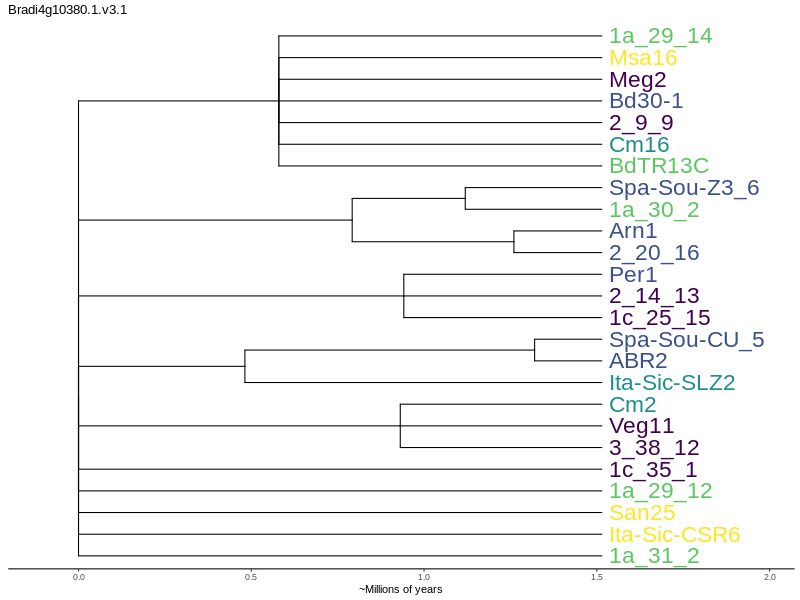 Bradi4g10380.1.v3.1
1a_29_14
Msa16
Meg2
Bd30-1
2_9_9
Cm16
BdTR13C
Spa-Sou-Z3_6
1a_30_2
Arn1
2_20_16
Per1
2_14_13
1c_25_15
Spa-Sou-CU_5
ABR2
Ita-Sic-SLZ2
Cm2
Veg11
3_38_12
1c_35_1
1a_29_12
San25
Ita-Sic-CSR6
1a_31_2
0.0 0.5 1.0 1.5 2.0
~Millions of years